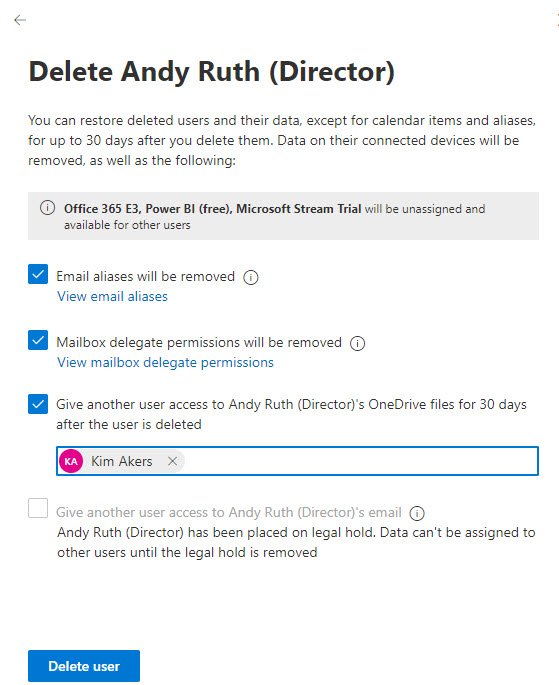 Delete Andy Ruth (Director)
You can restore deleted users and their data, except for calendar items and aliases,
for up to 30 days after you delete them. Data on their connected devices will be
removed, as well as the following:
Office 365 E3, Power BI (free), Microsoft Stream Trial will be unassigned and
available for other users
Email aliases will be removed
View email aliases
Mailbox delegate permissions will be removed
View mailbox delegate permissions
Give another user access to Andy Ruth (Director)'s OneDrive files for 30 days
after the user is deleted
KA Kim Akers
Give another user access to Andy Ruth (Director)'s email
Andy Ruth (Director) has been placed on legal hold. Data can't be assigned to
other users until the legal hold is removed
Delete user